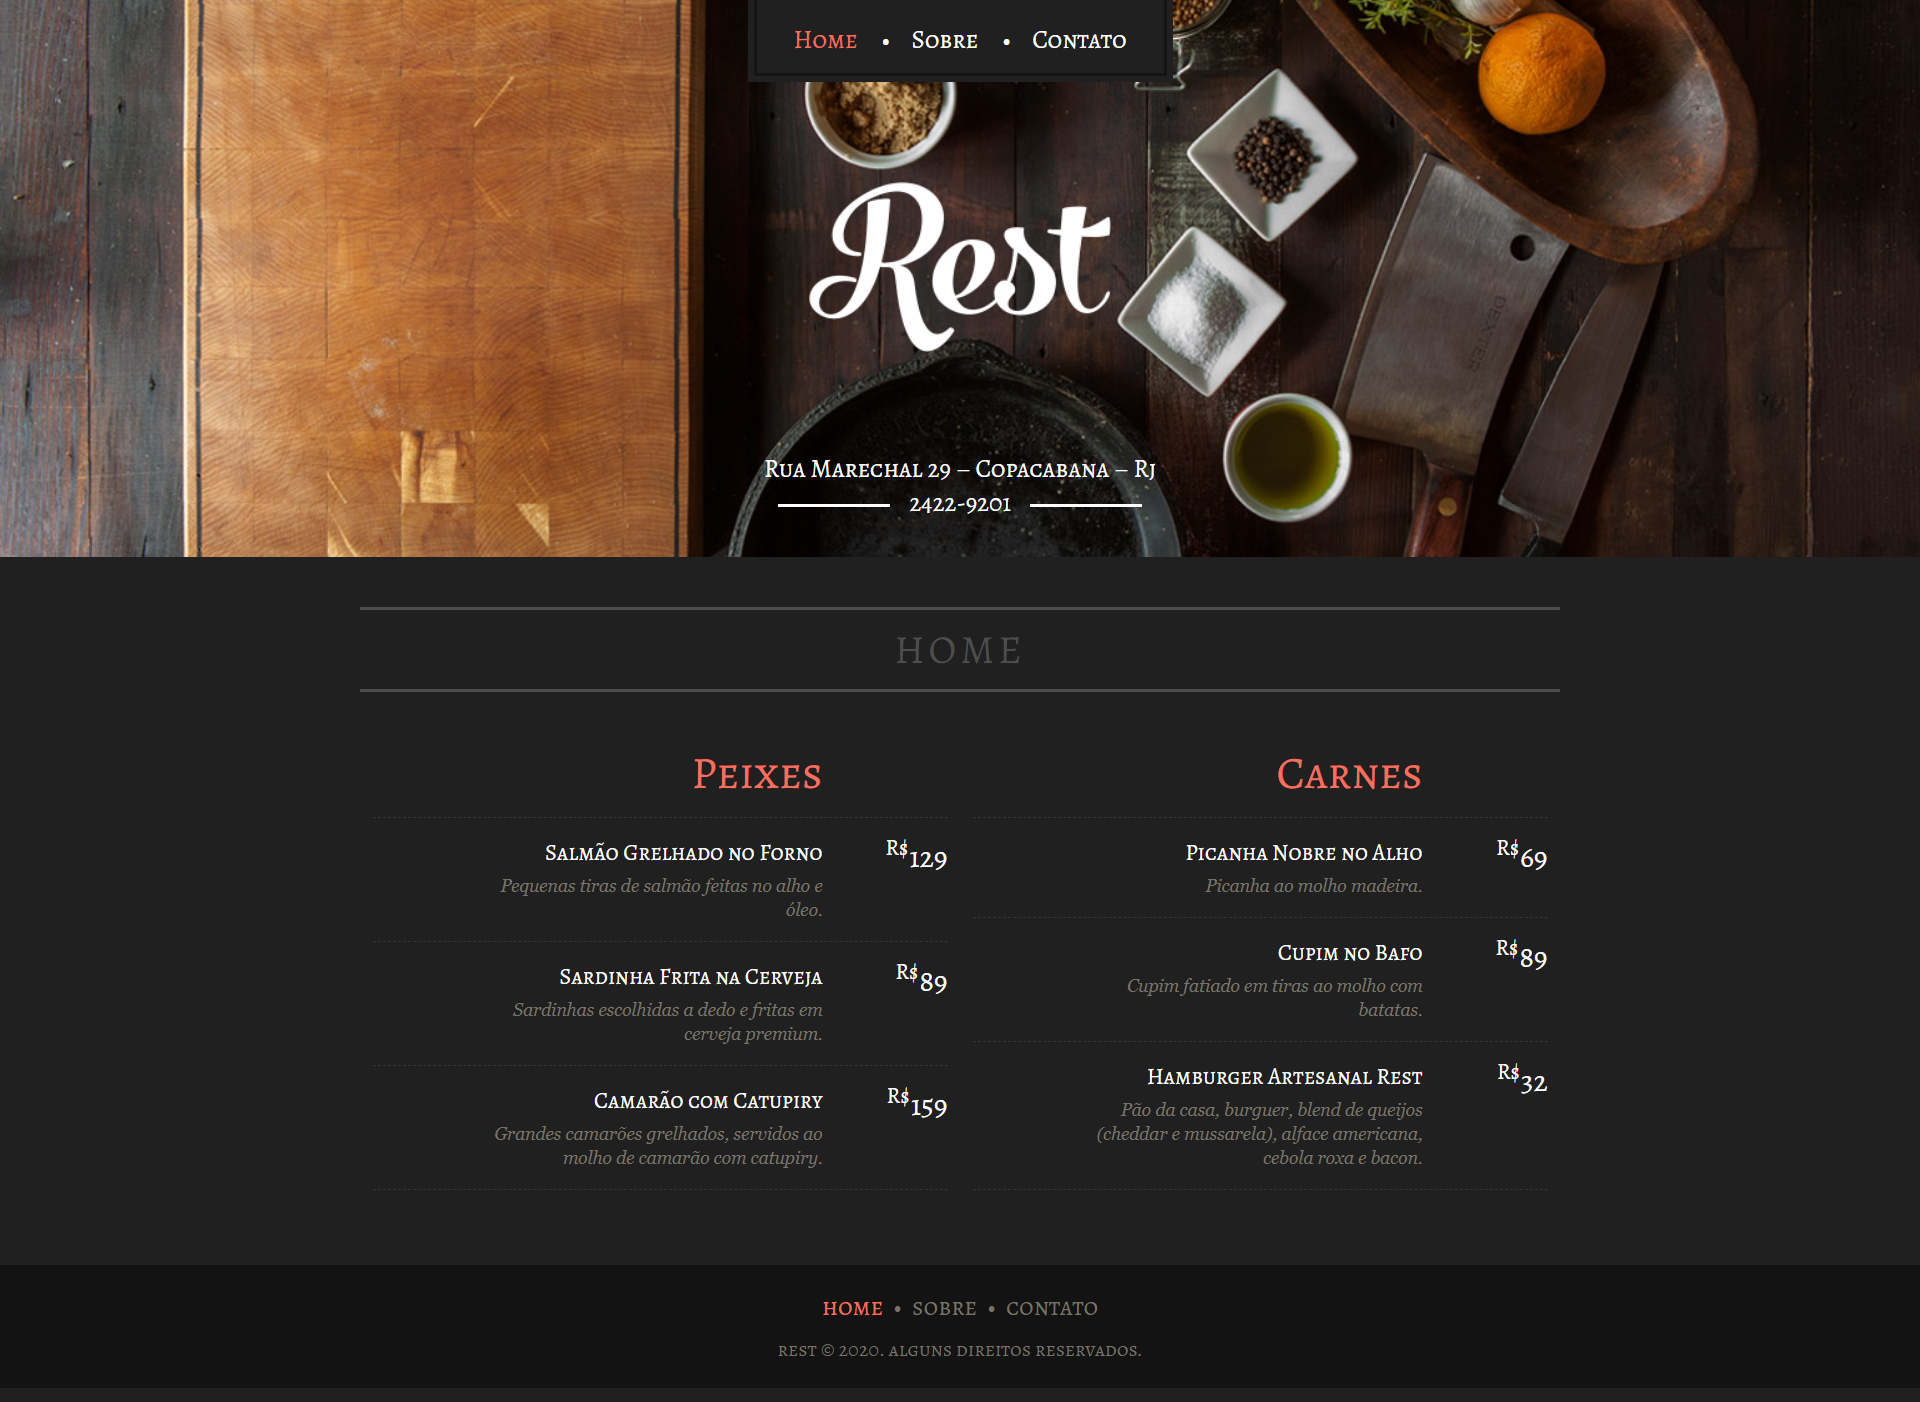 Home • Sobre • Contato
Rest
DEXTER
Rua Marechal 29 – Copacabana – Rj
2422-9201
HOME
Peixes
Salmão Grelhado no Forno R$129
Pequenas tiras de salmão feitas no alho e
óleo.
Sardinha Frita na Cerveja R$89
Sardinhas escolhidas a dedo e fritas em
cerveja premium.
Camarão com Catupiry R$159
Grandes camarões grelhados, servidos ao
molho de camarão com catupiry.
Carnes
Picanha Nobre no Alho R$69
Picanha ao molho madeira.
Cupim no Bafo R$89
Cupim fatiado em tiras ao molho com
batatas.
Hamburger Artesanal Rest R$32
Pão da casa, burguer, blend de queijos
(cheddar e mussarela), alface americana,
cebola roxa e bacon.
HOME • SOBRE • CONTATO
REST © 2020. ALGUNS DIREITOS RESERVADOS.